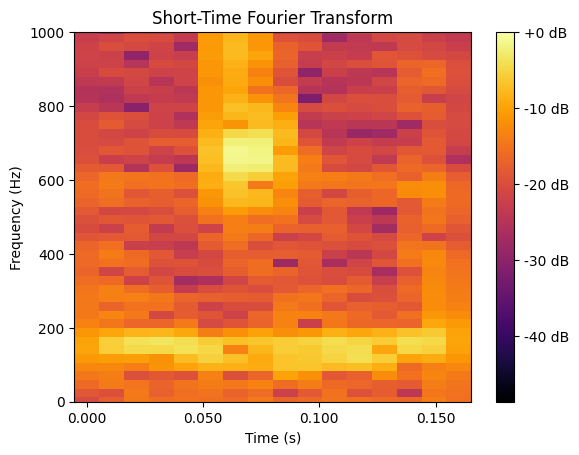 Short-Time Fourier Transform
1000
800
600
400
200
0
Frequency (Hz)
0.000
0.050
0.100
0.150
Time (s)
+0 dB
-10 dB
-20 dB
-30 dB
-40 dB